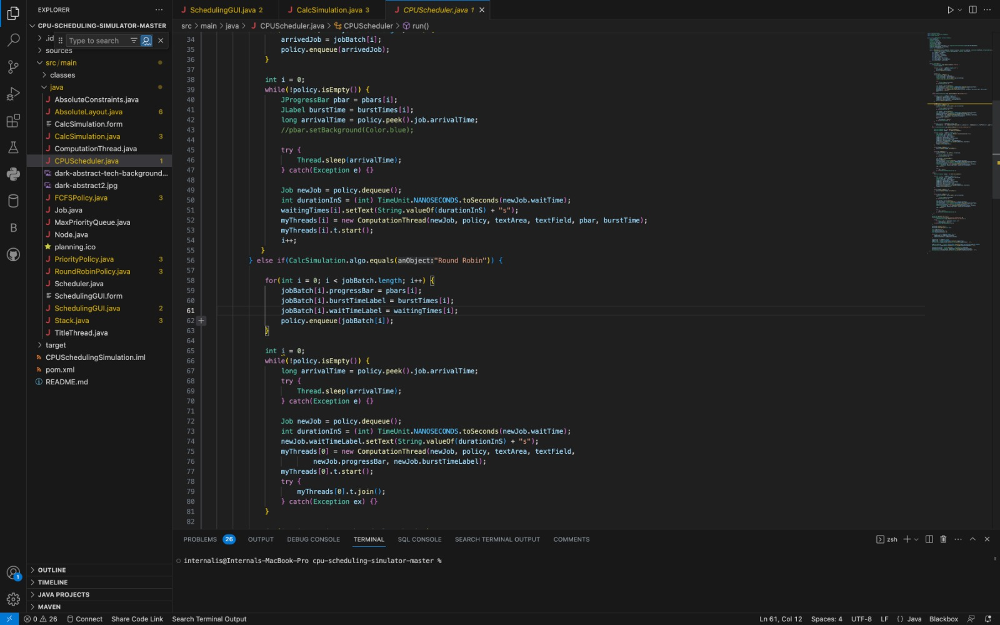 EXPLORER
CPU-SCHEDULING-SIMULATOR-MASTER
.id
Type to search
sources
src/main
classes
java
AbsoluteConstraints.java
AbsoluteLayout.java 6
CalcSimulation.form
CalcSimulation.java 3
ComputationThread.java
CPUScheduler.java 1
dark-abstract-tech-background...
dark-abstract2.jpg
FCFSPolicy.java 3
Job.java
MaxPriorityQueue.java
Node.java
planning.ico
PriorityPolicy.java 3
RoundRobinPolicy.java 3
Scheduler.java
SchedulingGUI.form
SchedulingGUI.java 2
Stack.java 3
TitleThread.java
target
CPUSchedulingSimulation.iml
pom.xml
README.md
OUTLINE
TIMELINE
JAVA PROJECTS
MAVEN
SchedulingGUI.java 2 CalcSimulation.java 3 CPUScheduler.java 1
src > main > java > CPUScheduler.java > CPUScheduler > run()
34 arrivedJob = jobBatch[i];
35 policy.enqueue(arrivedJob);
36 }
37
38 int i = 0;
39 while(!policy.isEmpty()) {
40 JProgressBar pbar = pbars[i];
41 JLabel burstTime = burstTimes[i];
42 long arrivalTime = policy.peek().job.arrivalTime;
43 //pbar.setBackground(Color.blue);
44
45 try {
46 Thread.sleep(arrivalTime);
47 } catch(Exception e) {}
48
49 Job newJob = policy.dequeue();
50 int durationInS = (int) TimeUnit.NANOSECONDS.toSeconds(newJob.waitTime);
51 waitingTimes[i].setText(String.valueOf(durationInS) + "s");
52 myThreads[i] = new ComputationThread(newJob, policy, textArea, textField, pbar, burstTime);
53 myThreads[i].t.start();
54 i++;
55 }
56 } else if(CalcSimulation.algo.equals(anObject:"Round Robin")) {
57
58 for(int i = 0; i < jobBatch.length; i++) {
59 jobBatch[i].progressBar = pbars[i];
60 jobBatch[i].burstTimeLabel = burstTimes[i];
61 jobBatch[i].waitTimeLabel = waitingTimes[i];
62 policy.enqueue(jobBatch[i]);
63 }
64
65 int i = 0;
66 while(!policy.isEmpty()) {
67 long arrivalTime = policy.peek().job.arrivalTime;
68 try {
69 Thread.sleep(arrivalTime);
70 } catch(Exception e) {}
71
72 Job newJob = policy.dequeue();
73 int durationInS = (int) TimeUnit.NANOSECONDS.toSeconds(newJob.waitTime);
74 newJob.waitTimeLabel.setText(String.valueOf(durationInS) + "s");
75 myThreads[0] = new ComputationThread(newJob, policy, textArea, textField,
76 newJob.progressBar, newJob.burstTimeLabel);
77 myThreads[0].t.start();
78 try {
79 myThreads[0].t.join();
80 } catch(Exception ex) {}
81 }
82
PROBLEMS 26 OUTPUT DEBUG CONSOLE TERMINAL SQL CONSOLE SEARCH TERMINAL OUTPUT COMMENTS zsh
internalis@Internals-MacBook-Pro cpu-scheduling-simulator-master %
1
0 26 Connect Share Code Link Search Terminal Output Ln 61, Col 12 Spaces: 4 UTF-8 LF {} Java Blackbox